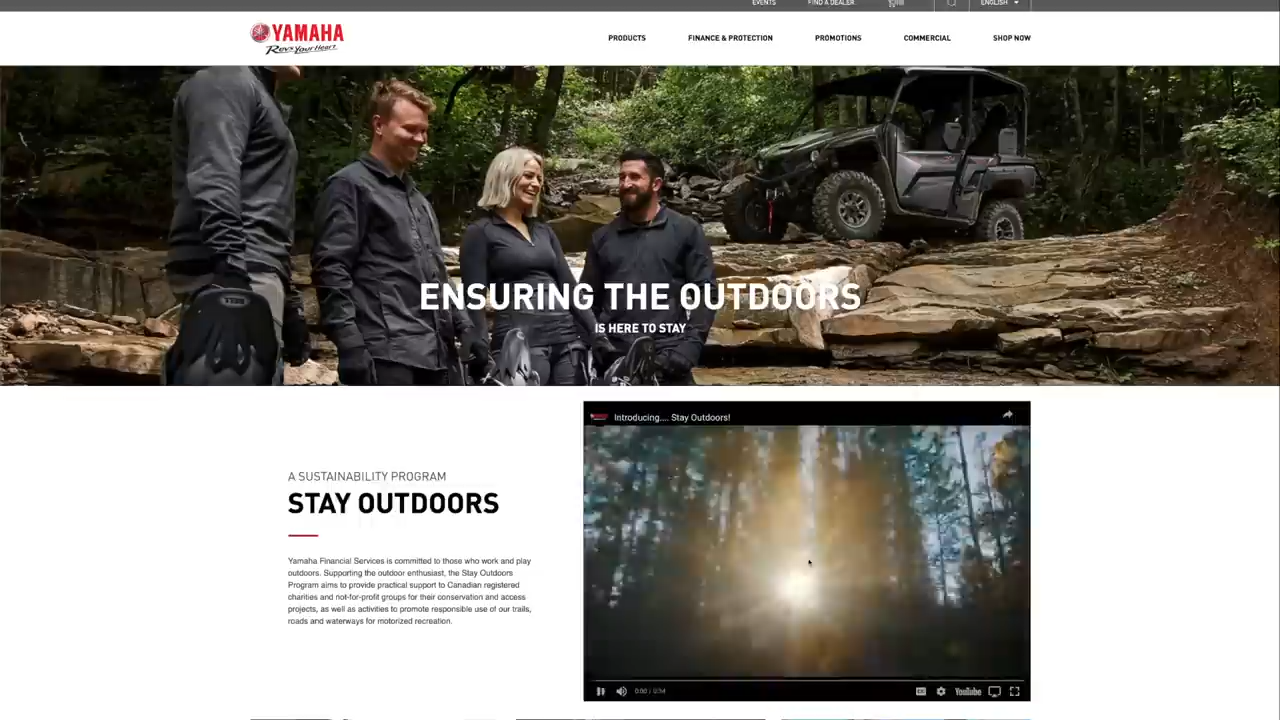 EVENTS
FIND A DEALER
ENGLISH
YAMAHA
Revs Your Heart
PRODUCTS
FINANCE & PROTECTION
PROMOTIONS
COMMERCIAL
SHOP NOW
ENSURING THE OUTDOORS
IS HERE TO STAY
Introducing.... Stay Outdoors!
A SUSTAINABILITY PROGRAM
STAY OUTDOORS
Yamaha Financial Services is committed to those who work and play
outdoors. Supporting the outdoor enthusiast, the Stay Outdoors
Program aims to provide practical support to Canadian registered
charities and not-for-profit groups for their conservation and access
projects, as well as activities to promote responsible use of our trails,
roads and waterways for motorized recreation.
0:00 / 0:54
YouTube